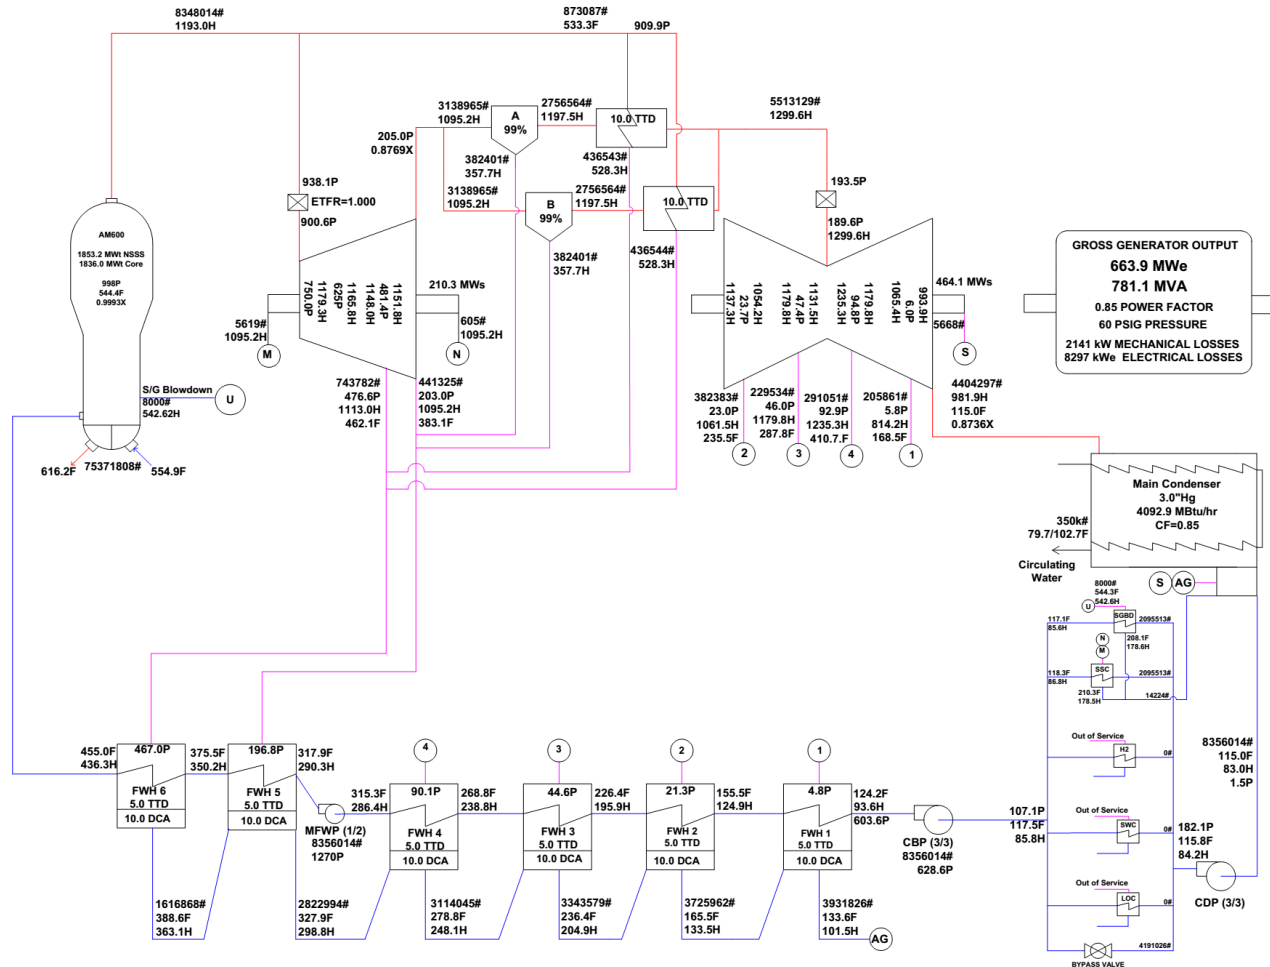 8348014#
1193.0H
873087#
533.3F
909.9P
3138965#
1095.2H
A
99%
2756564#
1197.5H
10.0 TTD
5513129#
1299.6H
205.0P
0.8769X
382401#
357.7H
436543#
528.3H
938.1P
ETFR=1.000
900.6P
3138965#
1095.2H
B
99%
2756564#
1197.5H
10.0 TTD
193.5P
189.6P
1299.6H
382401#
357.7H
436544#
528.3H
AM600
1853.2 MWt NSSS
1836.0 MWt Core
998P
544.4F
0.9993X
750.0P
1179.3H
625P
1165.8H
1148.0H
481.4P
1151.8H
210.3 MWs
5619#
1095.2H
M
605#
1095.2H
N
1137.3H
23.7P
1054.2H
1179.8H
47.4P
1131.5H
1235.3H
94.8P
1179.8H
1065.4H
6.0P
993.9H
464.1 MWs
5668#
S
GROSS GENERATOR OUTPUT
663.9 MWe
781.1 MVA
0.85 POWER FACTOR
60 PSIG PRESSURE
2141 kW MECHANICAL LOSSES
8297 kWe ELECTRICAL LOSSES
S/G Blowdown
8000#
542.62H
U
616.2F
75371808#
554.9F
743782#
476.6P
1113.0H
462.1F
441325#
203.0P
1095.2H
383.1F
382383#
23.0P
1061.5H
235.5F
2
229534#
46.0P
1179.8H
287.8F
3
291051#
92.9P
1235.3H
410.7.F
4
205861#
5.8P
814.2H
168.5F
1
4404297#
981.9H
115.0F
0.8736X
Main Condenser
3.0"Hg
4092.9 MBtu/hr
CF=0.85
350k#
79.7/102.7F
Circulating
Water
S
AG
8000#
544.3F
542.6H
U
SGBD
117.1F
85.6H
2095513#
208.1F
178.6H
N
M
SSC
118.3F
86.8H
2095513#
210.3F
178.5H
14224#
Out of Service
H2
0#
Out of Service
SWC
0#
Out of Service
LOC
0#
4191026#
BYPASS VALVE
8356014#
115.0F
83.0H
1.5P
182.1P
115.8F
84.2H
CDP (3/3)
107.1P
117.5F
85.8H
CBP (3/3)
8356014#
628.6P
124.2F
93.6H
603.6P
1
4.8P
FWH 1
5.0 TTD
10.0 DCA
155.5F
124.9H
2
21.3P
FWH 2
5.0 TTD
10.0 DCA
226.4F
195.9H
3
44.6P
FWH 3
5.0 TTD
10.0 DCA
268.8F
238.8H
4
90.1P
FWH 4
5.0 TTD
10.0 DCA
315.3F
286.4H
MFWP (1/2)
8356014#
1270P
317.9F
290.3H
196.8P
FWH 5
5.0 TTD
10.0 DCA
375.5F
350.2H
467.0P
FWH 6
5.0 TTD
10.0 DCA
455.0F
436.3H
1616868#
388.6F
363.1H
2822994#
327.9F
298.8H
3114045#
278.8F
248.1H
3343579#
236.4F
204.9H
3725962#
165.5F
133.5H
3931826#
133.6F
101.5H
AG